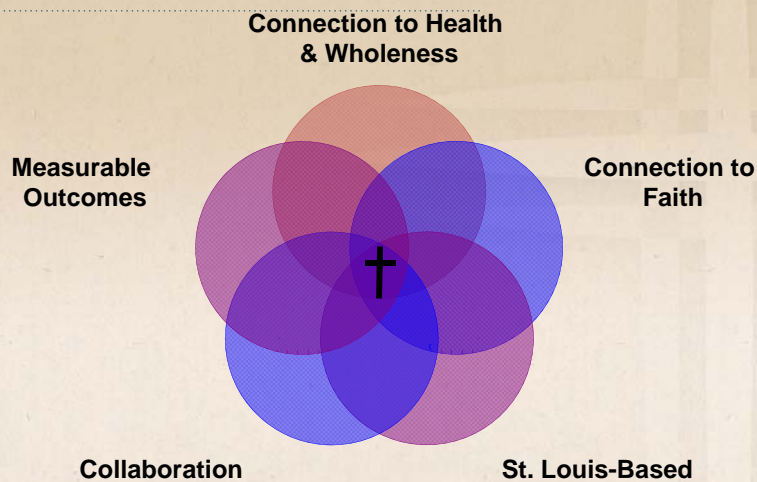 Connection to Health
& Wholeness
Measurable
Outcomes
Connection to
Faith
Collaboration
St. Louis-Based